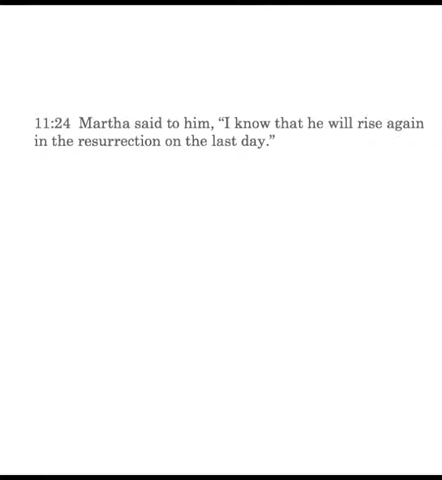 11:24 Martha said to him, “I know that he will rise again
in the resurrection on the last day.”